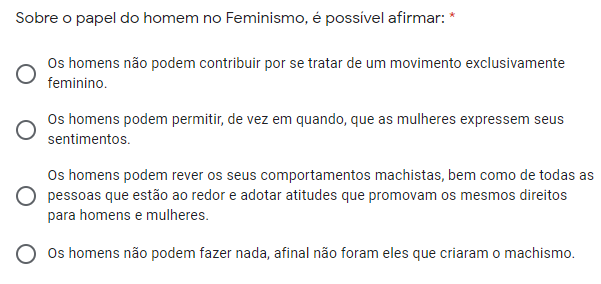 Sobre o papel do homem no Feminismo, é possível afirmar: *
Os homens não podem contribuir por se tratar de um movimento exclusivamente
feminino.
Os homens podem permitir, de vez em quando, que as mulheres expressem seus
sentimentos.
Os homens podem rever os seus comportamentos machistas, bem como de todas as
pessoas que estão ao redor e adotar atitudes que promovam os mesmos direitos
para homens e mulheres.
Os homens não podem fazer nada, afinal não foram eles que criaram o machismo.